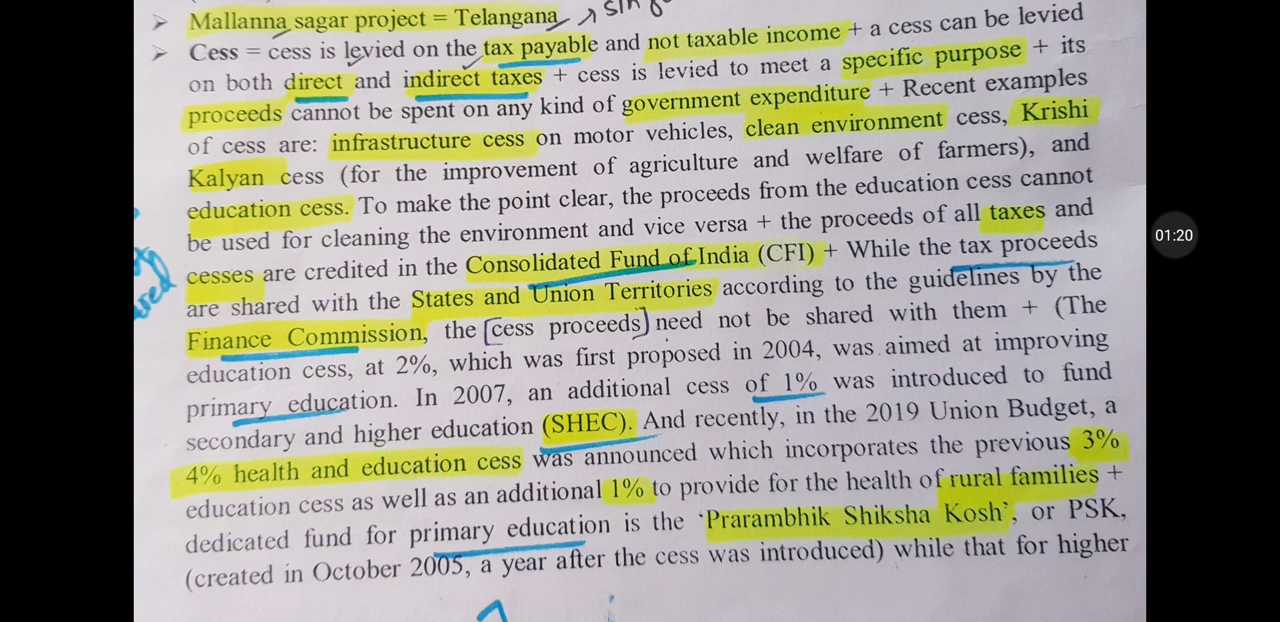 ➢ Mallanna sagar project = Telangana
➢ Cess = cess is levied on the tax payable and not taxable income + a cess can be levied
on both direct and indirect taxes + cess is levied to meet a specific purpose + its
proceeds cannot be spent on any kind of government expenditure + Recent examples
of cess are: infrastructure cess on motor vehicles, clean environment cess, Krishi
Kalyan cess (for the improvement of agriculture and welfare of farmers), and
education cess. To make the point clear, the proceeds from the education cess cannot
be used for cleaning the environment and vice versa + the proceeds of all taxes and
cesses are credited in the Consolidated Fund of India (CFI) + While the tax proceeds
are shared with the States and Union Territories according to the guidelines by the
Finance Commission, the [cess proceeds] need not be shared with them + (The
education cess, at 2%, which was first proposed in 2004, was aimed at improving
primary education. In 2007, an additional cess of 1% was introduced to fund
secondary and higher education (SHEC). And recently, in the 2019 Union Budget, a
4% health and education cess was announced which incorporates the previous 3%
education cess as well as an additional 1% to provide for the health of rural families +
dedicated fund for primary education is the ‘Prarambhik Shiksha Kosh’, or PSK,
(created in October 2005, a year after the cess was introduced) while that for higher
01:20